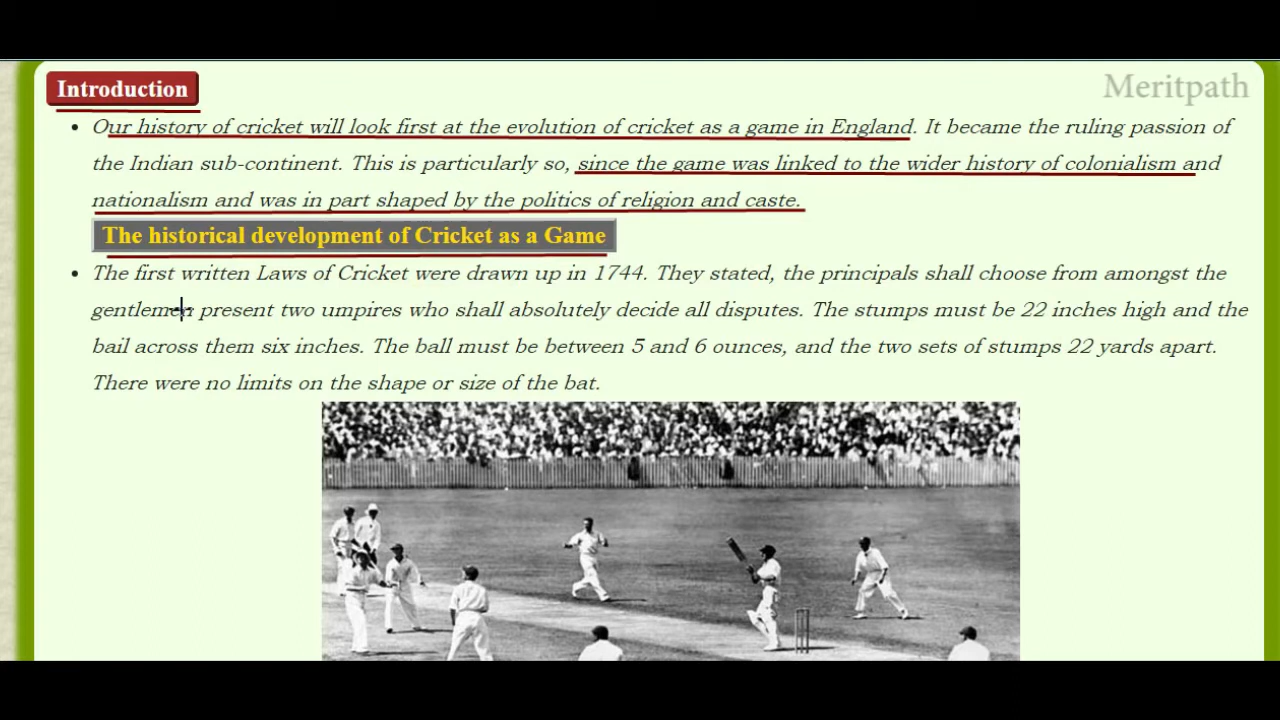 Introduction
Meritpath
Our history of cricket will look first at the evolution of cricket as a game in England. It became the ruling passion of
the Indian sub-continent. This is particularly so, since the game was linked to the wider history of colonialism and
nationalism and was in part shaped by the politics of religion and caste.
The historical development of Cricket as a Game
The first written Laws of Cricket were drawn up in 1744. They stated, the principals shall choose from amongst the
gentlemen present two umpires who shall absolutely decide all disputes. The stumps must be 22 inches high and the
bail across them six inches. The ball must be between 5 and 6 ounces, and the two sets of stumps 22 yards apart.
There were no limits on the shape or size of the bat.